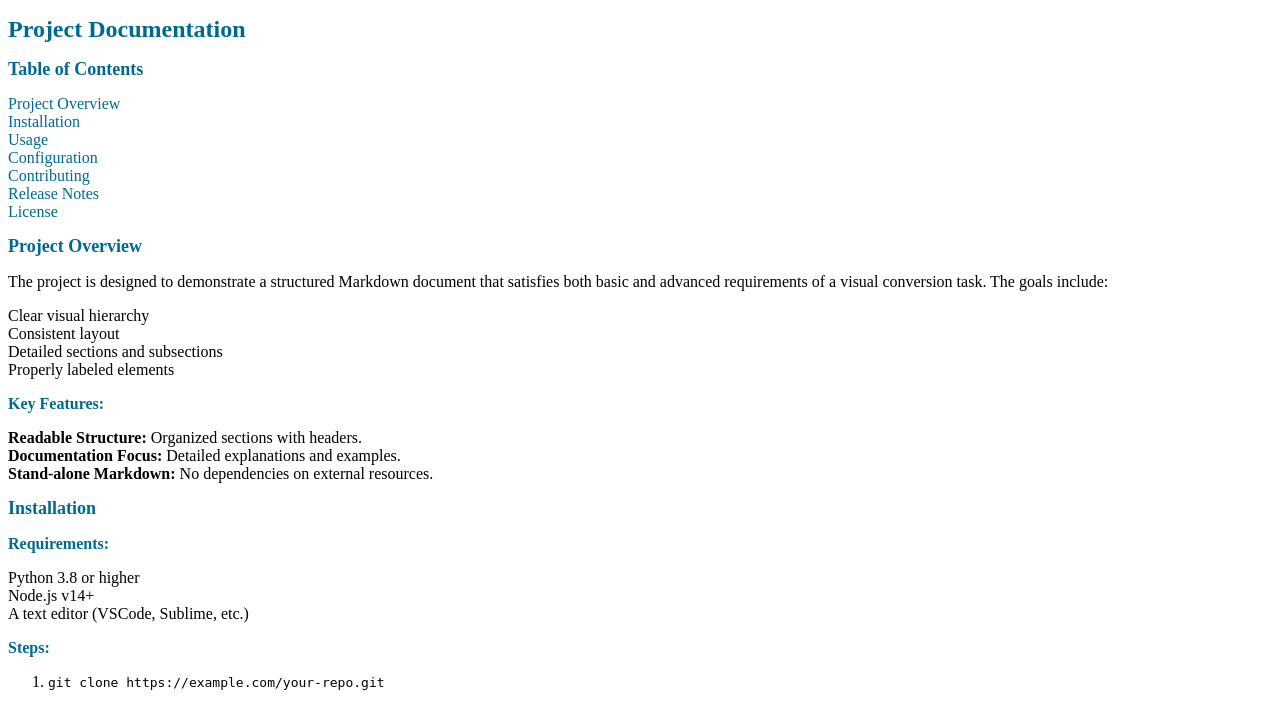 Project Documentation
Table of Contents
Project Overview
Installation
Usage
Configuration
Contributing
Release Notes
License
Project Overview
The project is designed to demonstrate a structured Markdown document that satisfies both basic and advanced requirements of a visual conversion task. The goals include:
Clear visual hierarchy
Consistent layout
Detailed sections and subsections
Properly labeled elements
Key Features:
Readable Structure: Organized sections with headers.
Documentation Focus: Detailed explanations and examples.
Stand-alone Markdown: No dependencies on external resources.
Installation
Requirements:
Python 3.8 or higher
Node.js v14+
A text editor (VSCode, Sublime, etc.)
Steps:
1. git clone https://example.com/your-repo.git